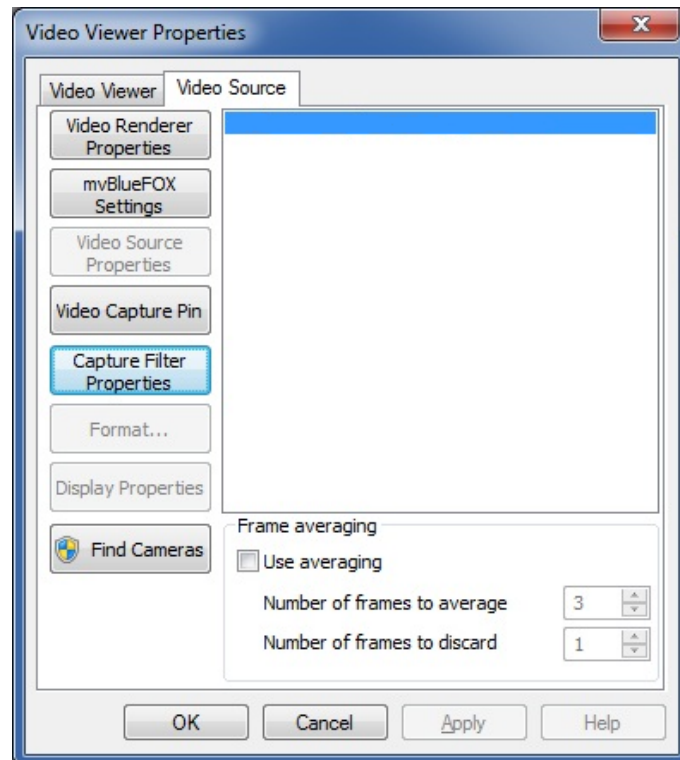 Video Viewer Properties
Video Viewer
Video Source
Video Renderer
Properties
mvBlueFOX
Settings
Video Source
Properties
Video Capture Pin
Capture Filter
Properties
Format...
Display Properties
Find Cameras
Frame averaging
Use averaging
Number of frames to average 3
Number of frames to discard 1
OK Cancel Apply Help